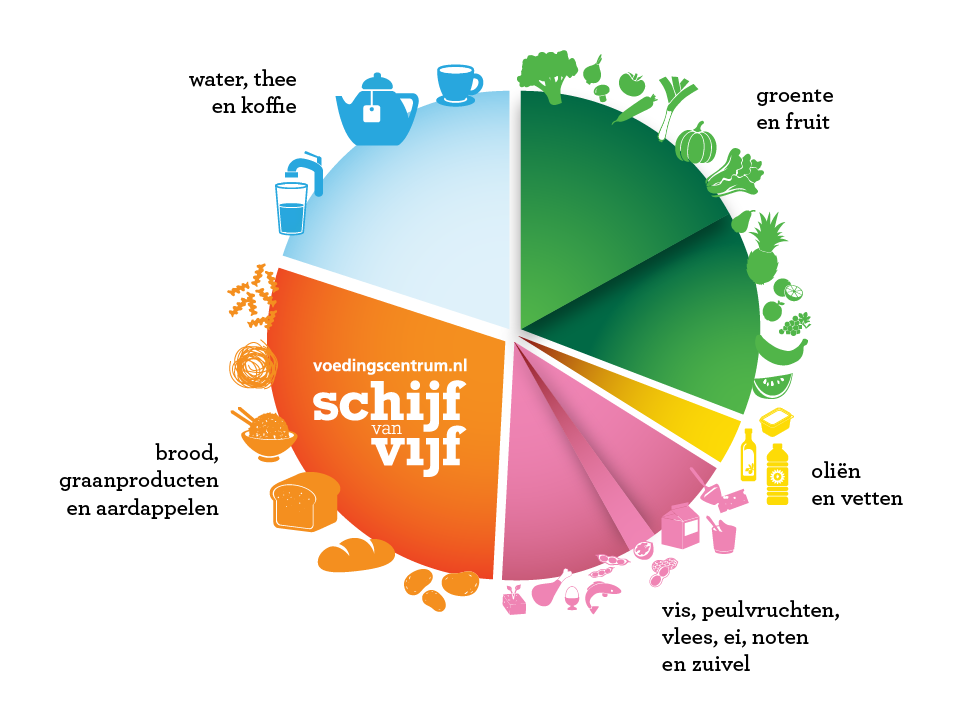 water, thee
en koffie
groente
en fruit
voedingscentrum.nl
schijf
van
vijf
brood,
graanproducten
en aardappelen
oliën
en vetten
vis, peulvruchten,
vlees, ei, noten
en zuivel